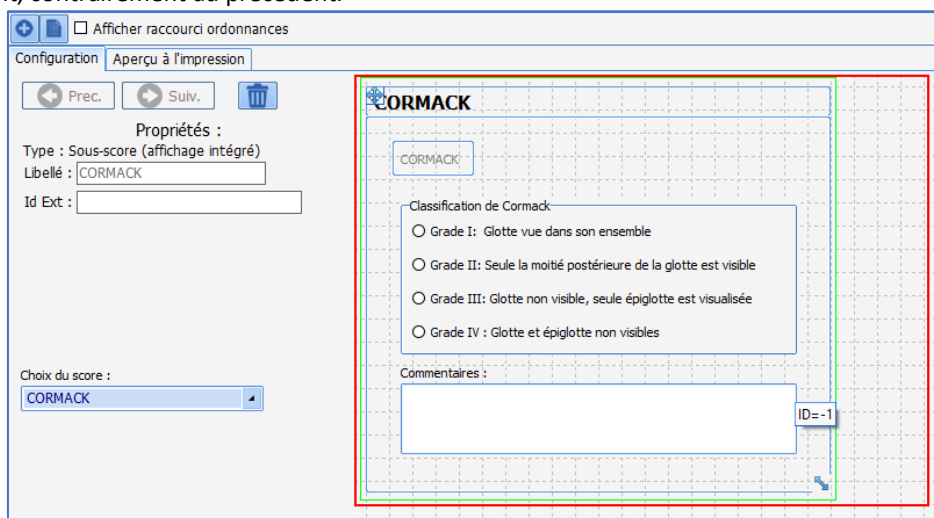 t, contrairement au précédent.
Afficher raccourci ordonnances
Configuration Aperçu à l'impression
Prec. Suiv.
Propriétés :
Type : Sous-score (affichage intégré)
Libellé : CORMACK
Id Ext :
Choix du score :
CORMACK
CORMACK
CORMACK
Classification de Cormack
Grade I: Glotte vue dans son ensemble
Grade II: Seule la moitié postérieure de la glotte est visible
Grade III: Glotte non visible, seule épiglotte est visualisée
Grade IV : Glotte et épiglotte non visibles
Commentaires :
ID=-1